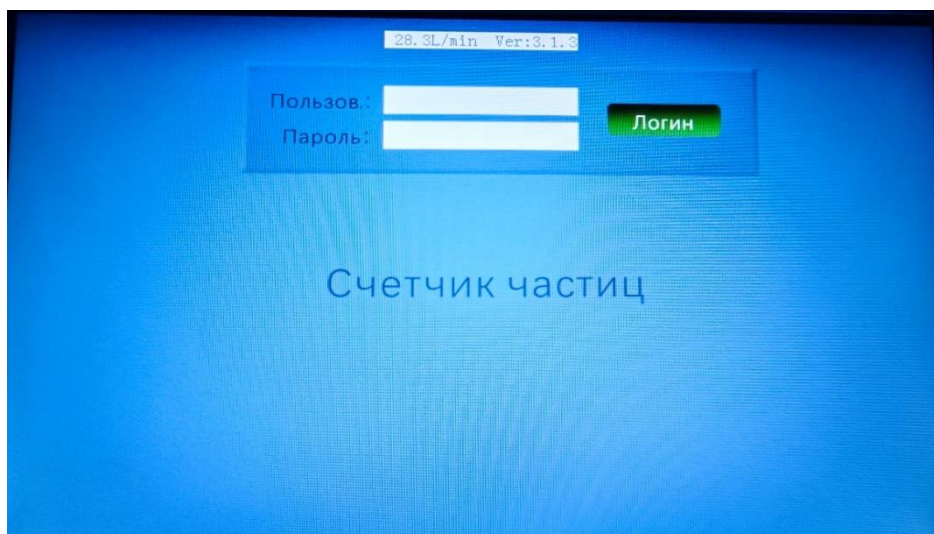 28.3L/min Ver:3.1.3
Пользов.:
Пароль:
Логин
Счетчик частиц